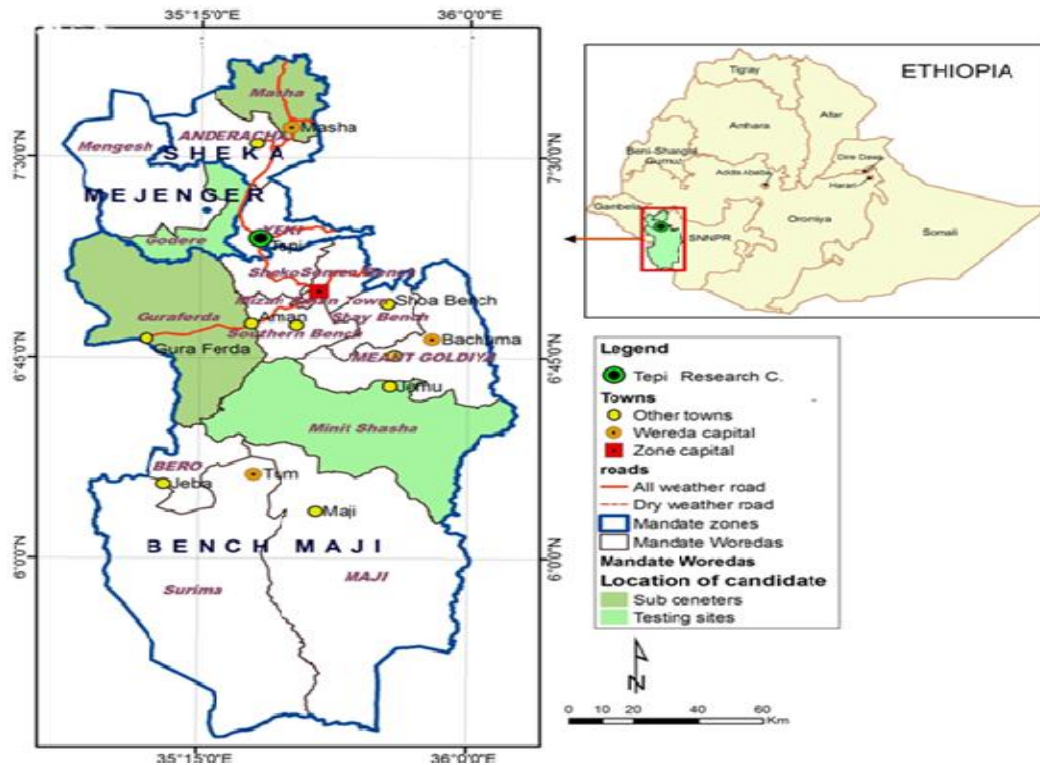 35°15'0"E
36°0'0"E
Masha
Masha
ANDERACHA
Mengesh
SHEKA
7°30'0"N
7°30'0"N
MEJENGER
YEKI
Godere
Tepi
Sheko
Shoa Bench
Guraferda
Aman
Shay Bench
Southern Bench
Bachuma
Gura Ferda
MEANT GOLDIYA
6°45'0"N
6°45'0"N
Jemu
Minit Shasha
BERO
Jeba
Tum
Maji
BENCH MAJI
6°0'0"N
6°0'0"N
Surima
MAJI
35°15'0"E
36°0'0"E
ETHIOPIA
Tigray
Afar
Amhara
Beni-Shangul
Gumuz
Dire Dawa
Addis Ababa
Harari
Gambela
Oromiya
SNNPR
Somali
Legend
Tepi Research C.
Towns
Other towns
Wereda capital
Zone capital
roads
All weather road
Dry weather road
Mandate zones
Mandate Woredas
Mandate Woredas
Location of candidate
Sub ceneters
Testing sites
N
0 10 20 40 60
Km